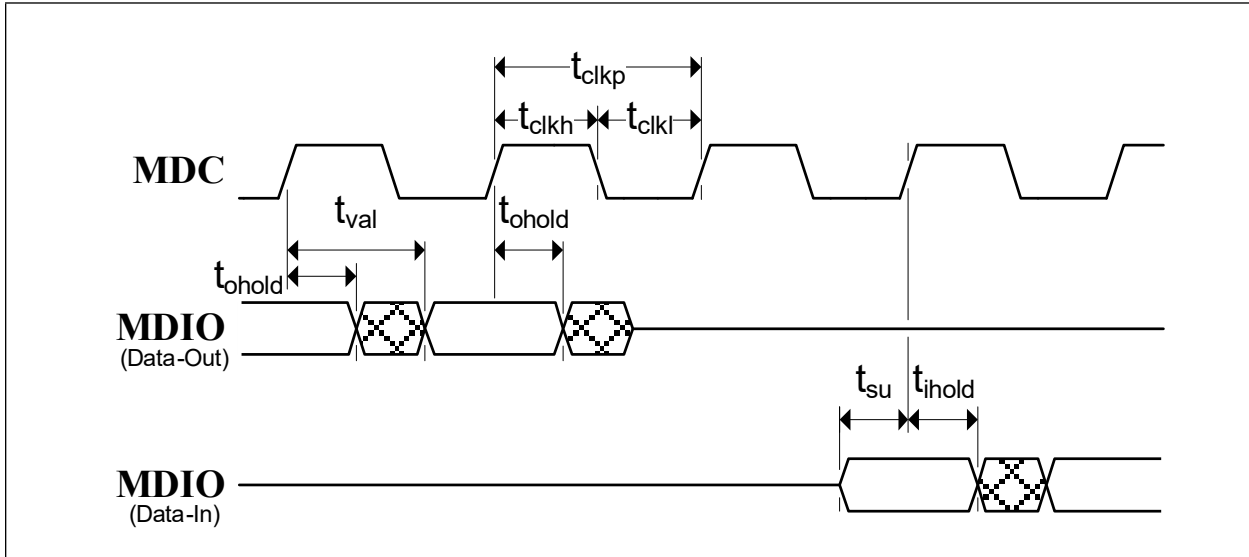 tclkp
tclkh tclkl
MDC
tval tohold
tohold
MDIO
(Data-Out)
tsu tihold
MDIO
(Data-In)